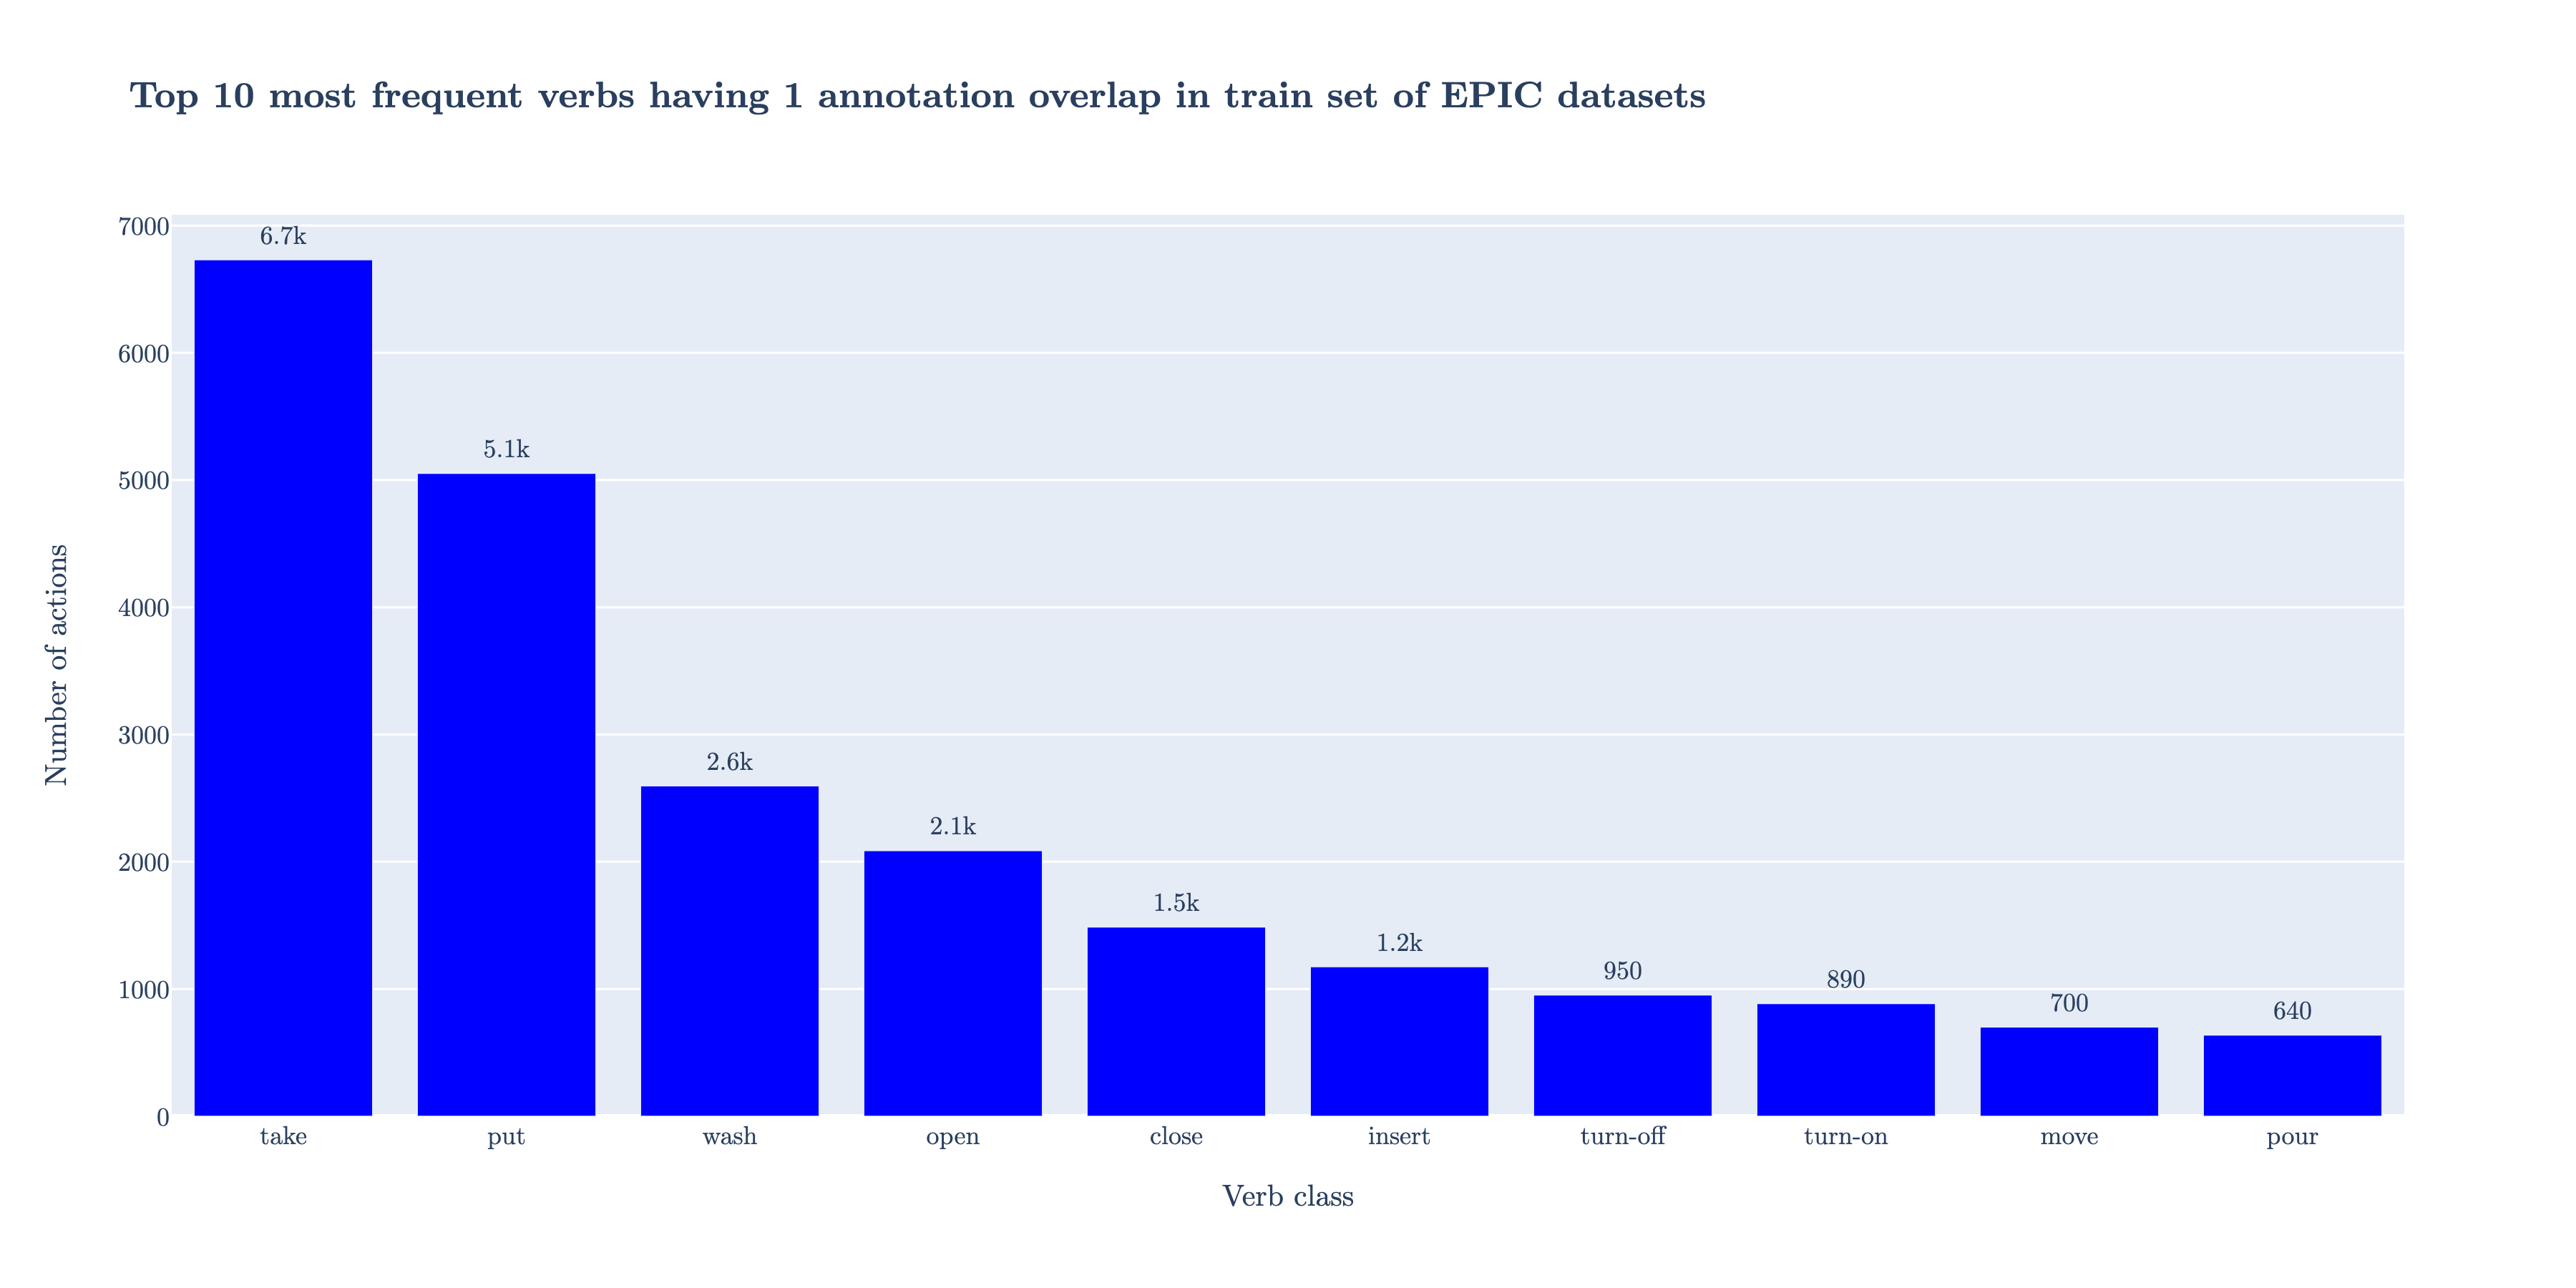 Top 10 most frequent verbs having 1 annotation overlap in train set of EPIC datasets
7000
6000
5000
4000
3000
2000
1000
0
Number of actions
6.7k
5.1k
2.6k
2.1k
1.5k
1.2k
950
890
700
640
take put wash open close insert turn-off turn-on move pour
Verb class